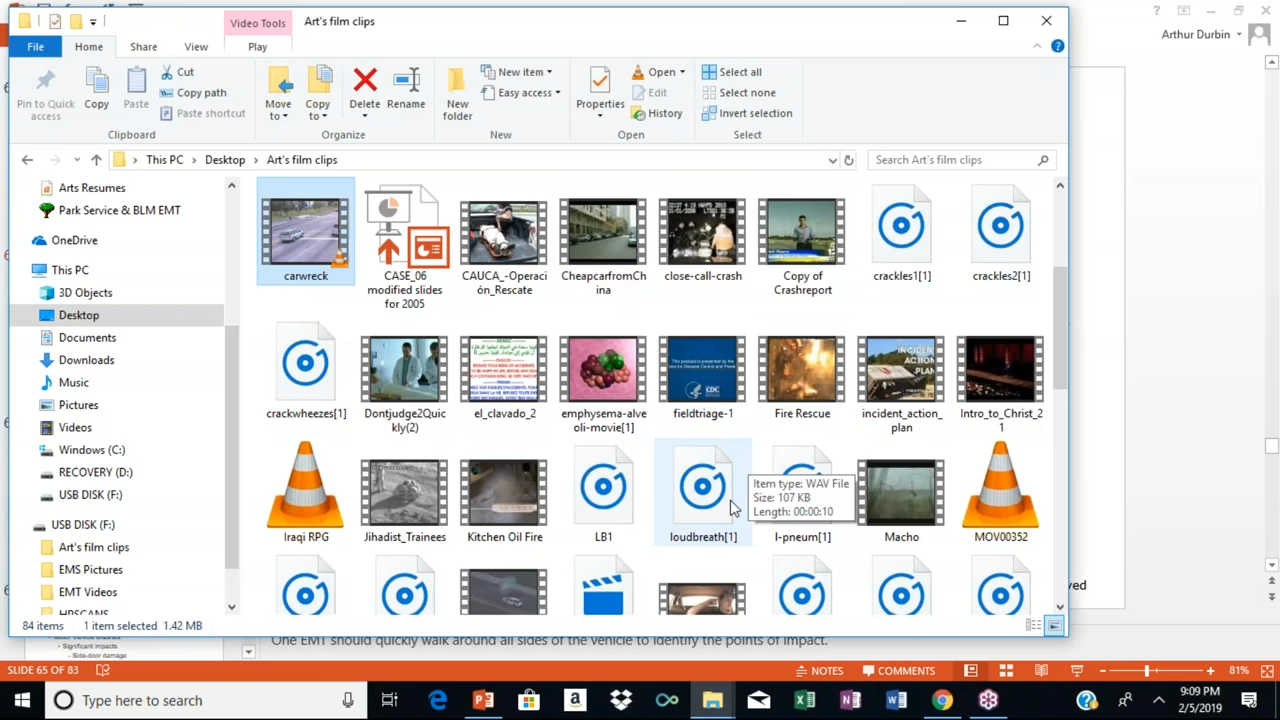 Video Tools
Art's film clips
File
Home
Share
View
Play
Arthur Durbin
Pin to Quick access
Copy
Paste
Cut
Copy path
Paste shortcut
Clipboard
Move to
Copy to
Delete
Rename
Organize
New folder
New item
Easy access
New
Properties
Open
Edit
History
Open
Select all
Select none
Invert selection
Select
This PC > Desktop > Art's film clips
Search Art's film clips
Arts Resumes
Park Service & BLM EMT
OneDrive
This PC
3D Objects
Desktop
Documents
Downloads
Music
Pictures
Videos
Windows (C:)
RECOVERY (D:)
USB DISK (F:)
USB DISK (F:)
Art's film clips
EMS Pictures
EMT Videos
HPSCANS
carwreck
CASE_06 modified slides for 2005
CAUCA_-Operación_Rescate
CheapcarfromChina
close-call-crash
Copy of Crashreport
crackles1[1]
crackles2[1]
crackwheezes[1]
Dontjudge2Quickly(2)
el_clavado_2
emphysema-alveoli-movie[1]
fieldtriage-1
Fire Rescue
incident_action_plan
Intro_to_Christ_21
Iraqi RPG
Jihadist_Trainees
Kitchen Oil Fire
LB1
loudbreath[1]
l-pneum[1]
Macho
MOV00352
Item type: WAV File
Size: 107 KB
Length: 00:00:10
INCIDENT
ACTION
PLAN
CDC
84 items
1 item selected 1.42 MB
Significant impacts
Side-door damage
One EMT should quickly walk around all sides of the vehicle to identify the points of impact.
SLIDE 65 OF 83
NOTES
COMMENTS
81%
Type here to search
9:09 PM
2/5/2019